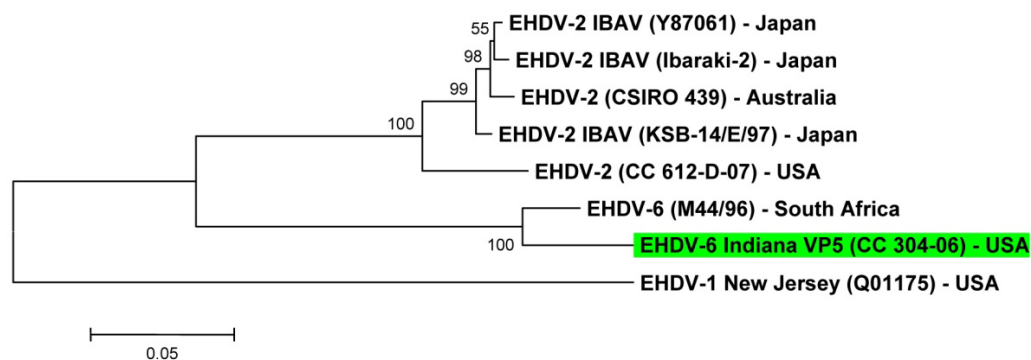 EHDV-2 IBAV (Y87061) - Japan
55
EHDV-2 IBAV (Ibaraki-2) - Japan
98
EHDV-2 (CSIRO 439) - Australia
99
EHDV-2 IBAV (KSB-14/E/97) - Japan
100
EHDV-2 (CC 612-D-07) - USA
EHDV-6 (M44/96) - South Africa
100
EHDV-6 Indiana VP5 (CC 304-06) - USA
EHDV-1 New Jersey (Q01175) - USA
0.05